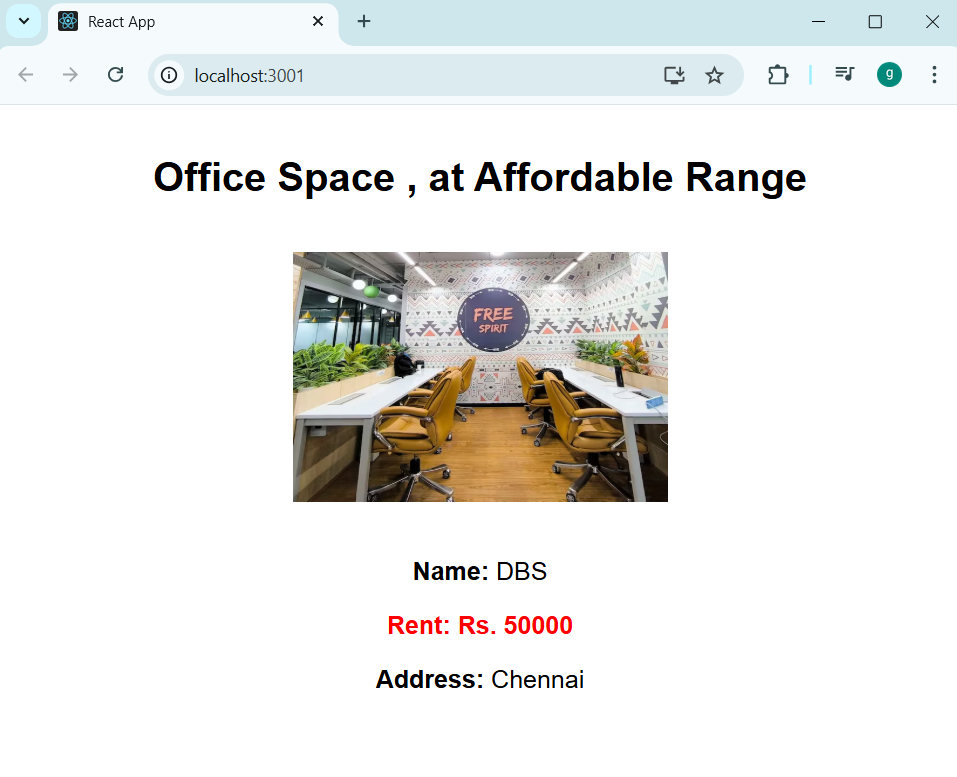 React App
localhost:3001
g
Office Space , at Affordable Range
FREE
SPIRIT
Name: DBS
Rent: Rs. 50000
Address: Chennai